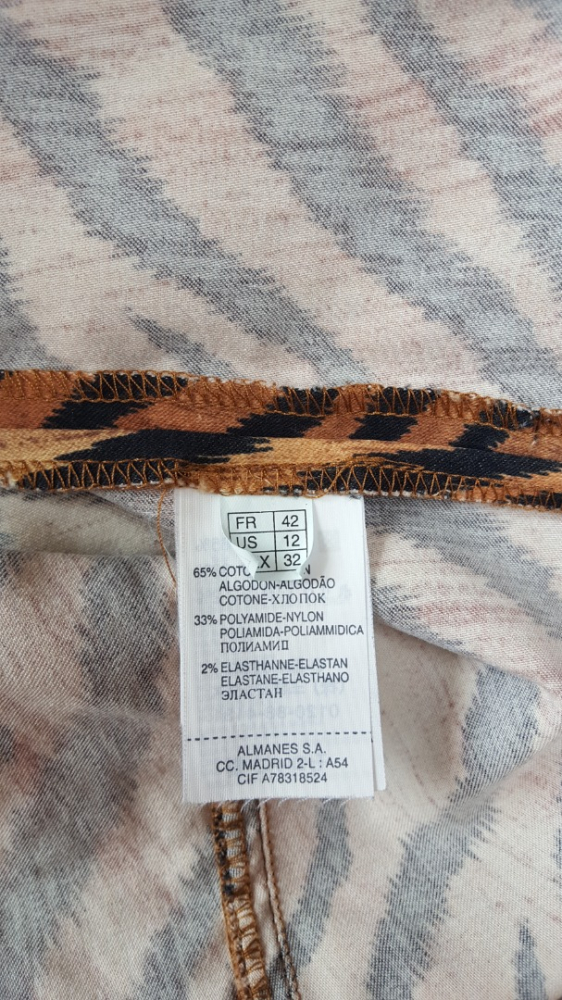 FR 42
US 12
X 32
65% COTO N
ALGODON-ALGODÃO
COTONE-ХЛОПОК
33% POLYAMIDE-NYLON
POLIAMIDA-POLIAMMIDICA
ПОЛИАМИД
2% ELASTHANNE-ELASTAN
ELASTANE-ELASTHANO
ЭЛАСТАН
ALMANES S.A.
CC. MADRID 2-L : A54
CIF A78318524